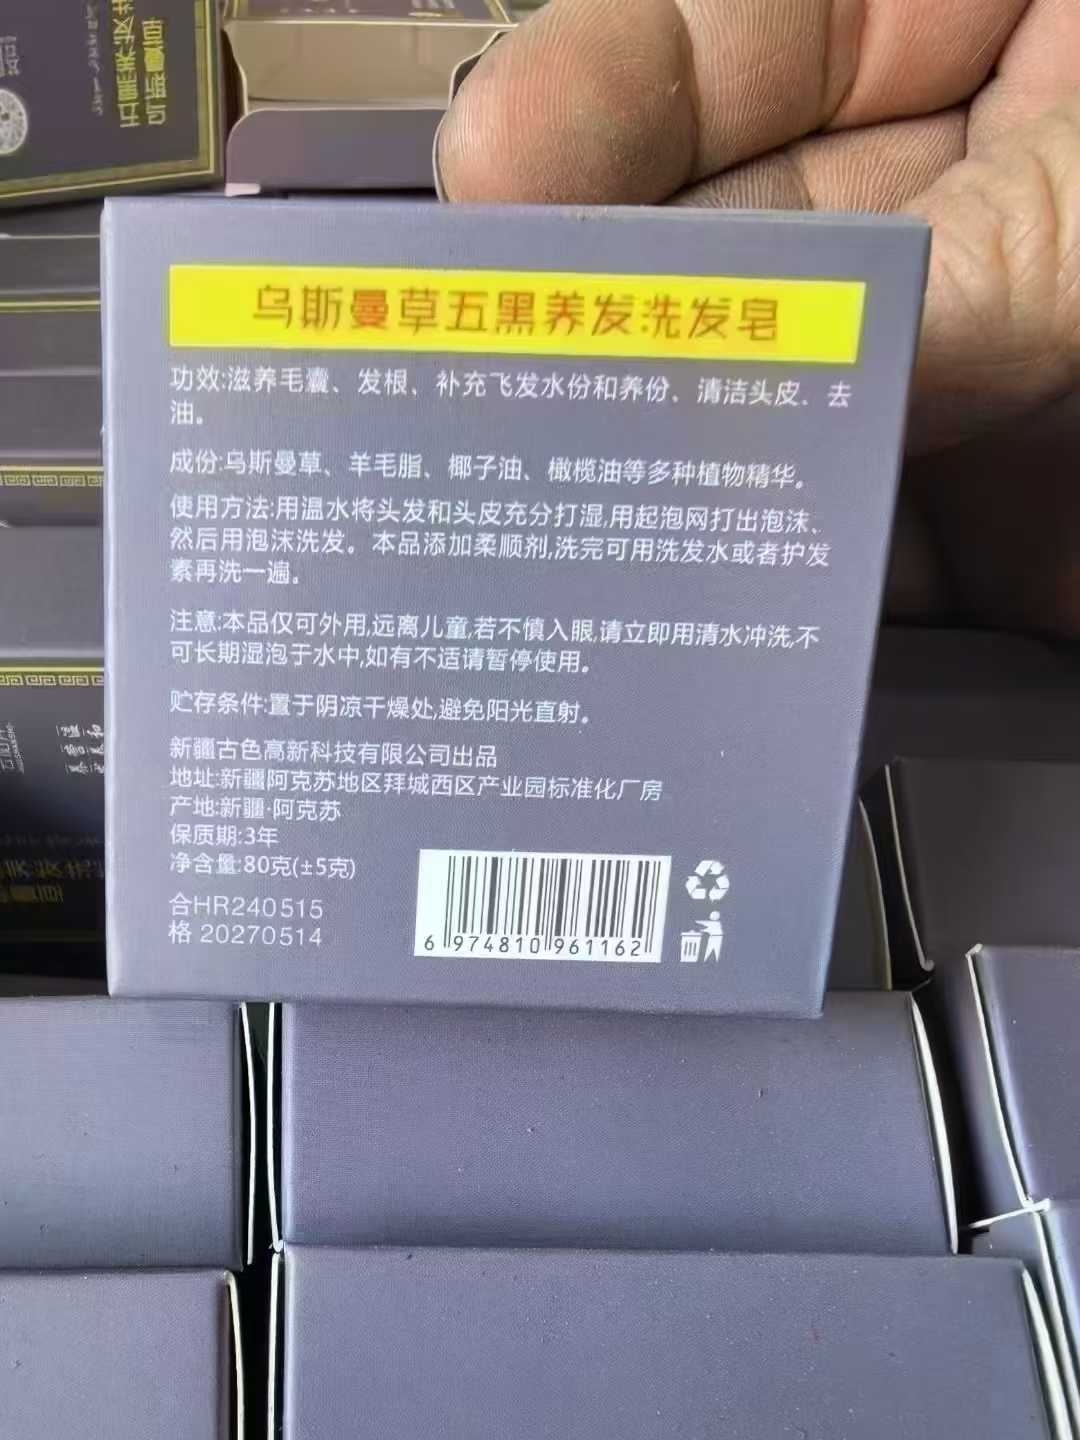 五黑养发洗
乌斯曼草
乌斯曼草五黑养发洗发皂
功效:滋养毛囊、发根、补充飞发水份和养份、清洁头皮、去
油。
成份:乌斯曼草、羊毛脂、椰子油、橄榄油等多种植物精华。
使用方法:用温水将头发和头皮充分打湿,用起泡网打出泡沫、
然后用泡沫洗发。本品添加柔顺剂,洗完可用洗发水或者护发
素再洗一遍。
注意:本品仅可外用,远离儿童,若不慎入眼,请立即用清水冲洗,不
可长期湿泡于水中,如有不适请暂停使用。
贮存条件:置于阴凉干燥处,避免阳光直射。
新疆古色高新科技有限公司出品
地址:新疆阿克苏地区拜城西区产业园标准化厂房
产地:新疆·阿克苏
保质期:3年
净含量:80克(±5克)
合HR240515
格 20270514
6 974810 961162